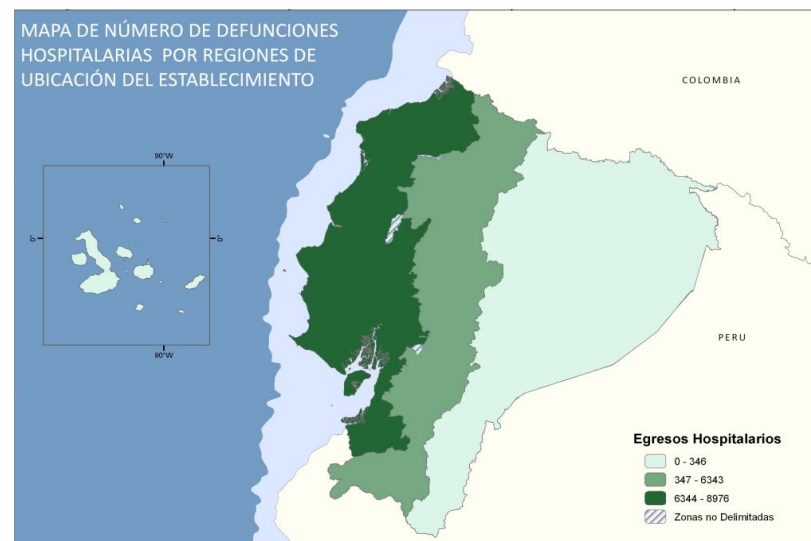 MAPA DE NÚMERO DE DEFUNCIONES
HOSPITALARIAS POR REGIONES DE
UBICACIÓN DEL ESTABLECIMIENTO
COLOMBIA
90°W
0°
0°
90°W
PERU
Egresos Hospitalarios
0 - 346
347 - 6343
6344 - 8976
Zonas no Delimitadas